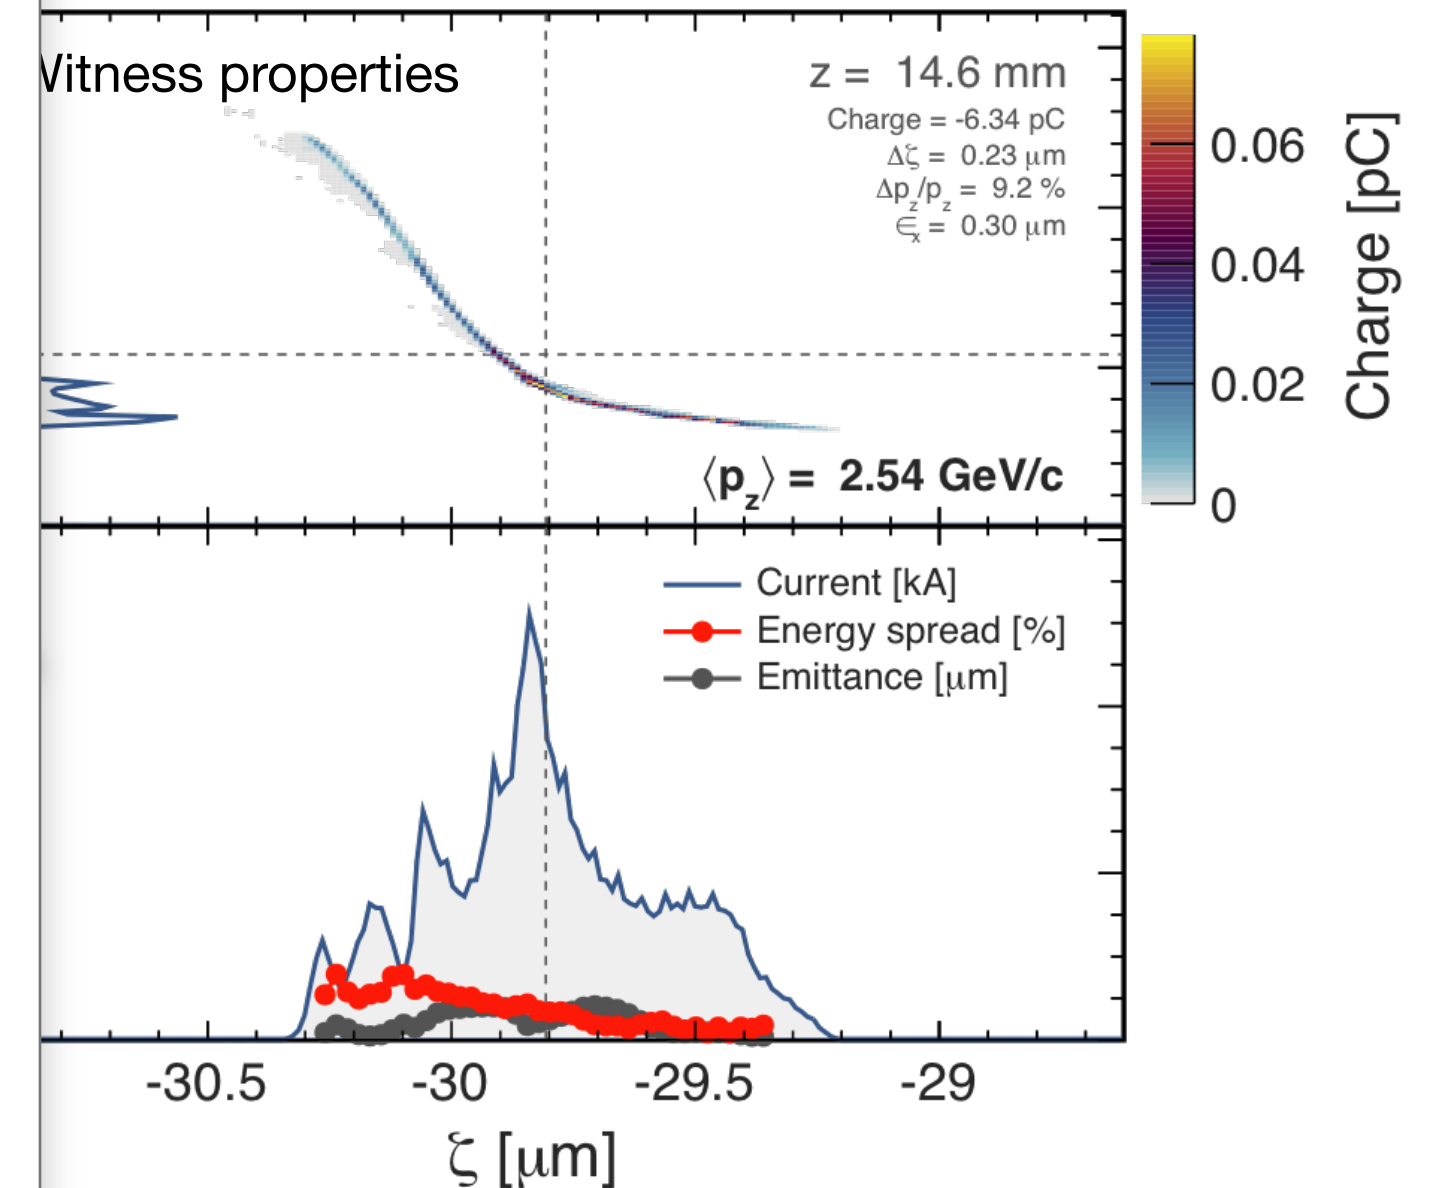 Witness properties
z = 14.6 mm
Charge = -6.34 pC
Δζ = 0.23 μm
Δp_z/p_z = 9.2 %
ϵ_x = 0.30 μm
⟨p_z⟩ = 2.54 GeV/c
0.06
0.04
0.02
0
Charge [pC]
Current [kA]
Energy spread [%]
Emittance [μm]
-30.5 -30 -29.5 -29
ζ [μm]